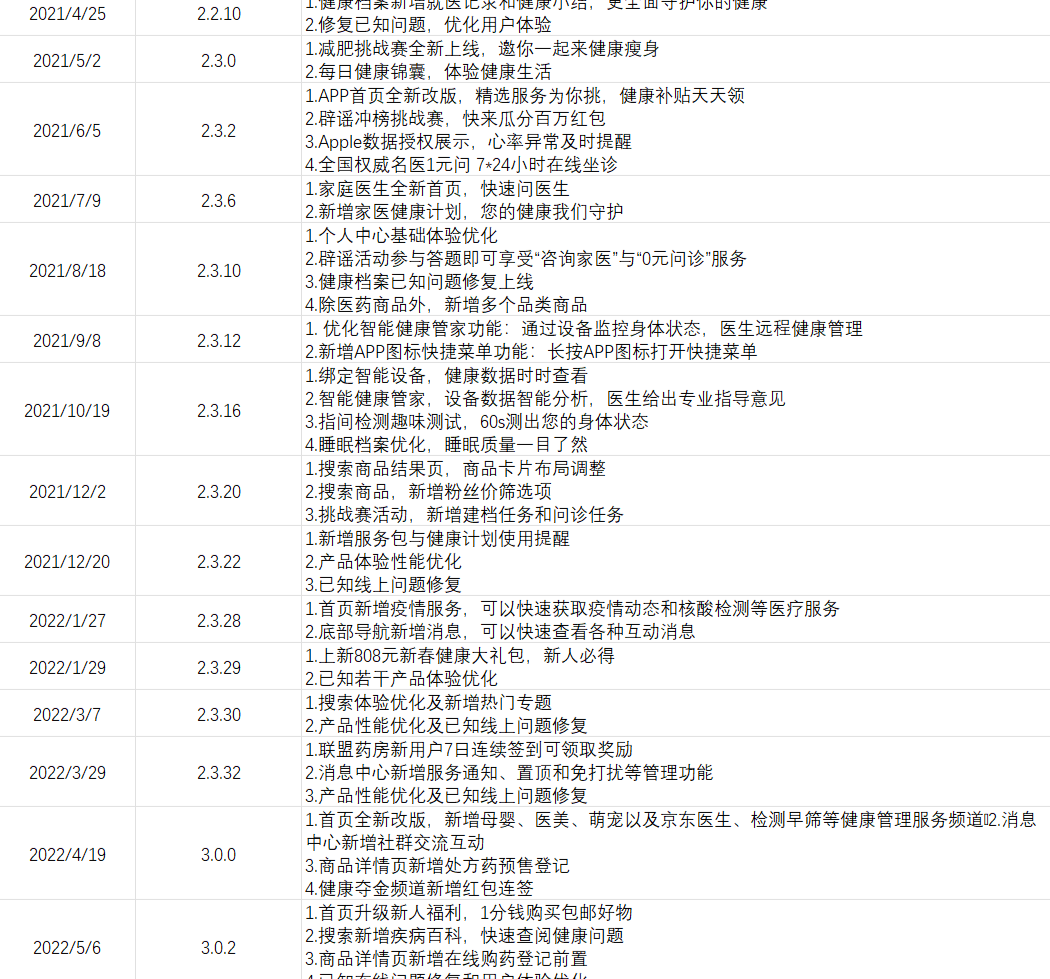 2021/4/25
2.2.10
1.健康档案新增就医记录和健康小结，更全面守护你的健康
2.修复已知问题，优化用户体验
2021/5/2
2.3.0
1.减肥挑战赛全新上线，邀你一起来健康瘦身
2.每日健康锦囊，体验健康生活
2021/6/5
2.3.2
1.APP首页全新改版，精选服务为你挑，健康补贴天天领
2.辟谣冲榜挑战赛，快来瓜分百万红包
3.Apple数据授权展示，心率异常及时提醒
4.全国权威名医1元问 7*24小时在线坐诊
2021/7/9
2.3.6
1.家庭医生全新首页，快速问医生
2.新增家医健康计划，您的健康我们守护
2021/8/18
2.3.10
1.个人中心基础体验优化
2.辟谣活动参与答题即可享受“咨询家医”与“0元问诊”服务
3.健康档案已知问题修复上线
4.除医药商品外，新增多个品类商品
2021/9/8
2.3.12
1. 优化智能健康管家功能：通过设备监控身体状态，医生远程健康管理
2.新增APP图标快捷菜单功能：长按APP图标打开快捷菜单
2021/10/19
2.3.16
1.绑定智能设备，健康数据时时查看
2.智能健康管家，设备数据智能分析，医生给出专业指导意见
3.指间检测趣味测试，60s测出您的身体状态
4.睡眠档案优化，睡眠质量一目了然
2021/12/2
2.3.20
1.搜索商品结果页，商品卡片布局调整
2.搜索商品，新增粉丝价筛选项
3.挑战赛活动，新增建档任务和问诊任务
2021/12/20
2.3.22
1.新增服务包与健康计划使用提醒
2.产品体验性能优化
3.已知线上问题修复
2022/1/27
2.3.28
1.首页新增疫情服务，可以快速获取疫情动态和核酸检测等医疗服务
2.底部导航新增消息，可以快速查看各种互动消息
2022/1/29
2.3.29
1.上新808元新春健康大礼包，新人必得
2.已知若干产品体验优化
2022/3/7
2.3.30
1.搜索体验优化及新增热门专题
2.产品性能优化及已知线上问题修复
2022/3/29
2.3.32
1.联盟药房新用户7日连续签到可领取奖励
2.消息中心新增服务通知、置顶和免打扰等管理功能
3.产品性能优化及已知线上问题修复
2022/4/19
3.0.0
1.首页全新改版，新增母婴、医美、萌宠以及京东医生、检测早筛等健康管理服务频道2.消息
中心新增社群交流互动
3.商品详情页新增处方药预售登记
4.健康夺金频道新增红包连签
2022/5/6
3.0.2
1.首页升级新人福利，1分钱购买包邮好物
2.搜索新增疾病百科，快速查阅健康问题
3.商品详情页新增在线购药登记前置
4.已知在线问题修复和用户体验优化